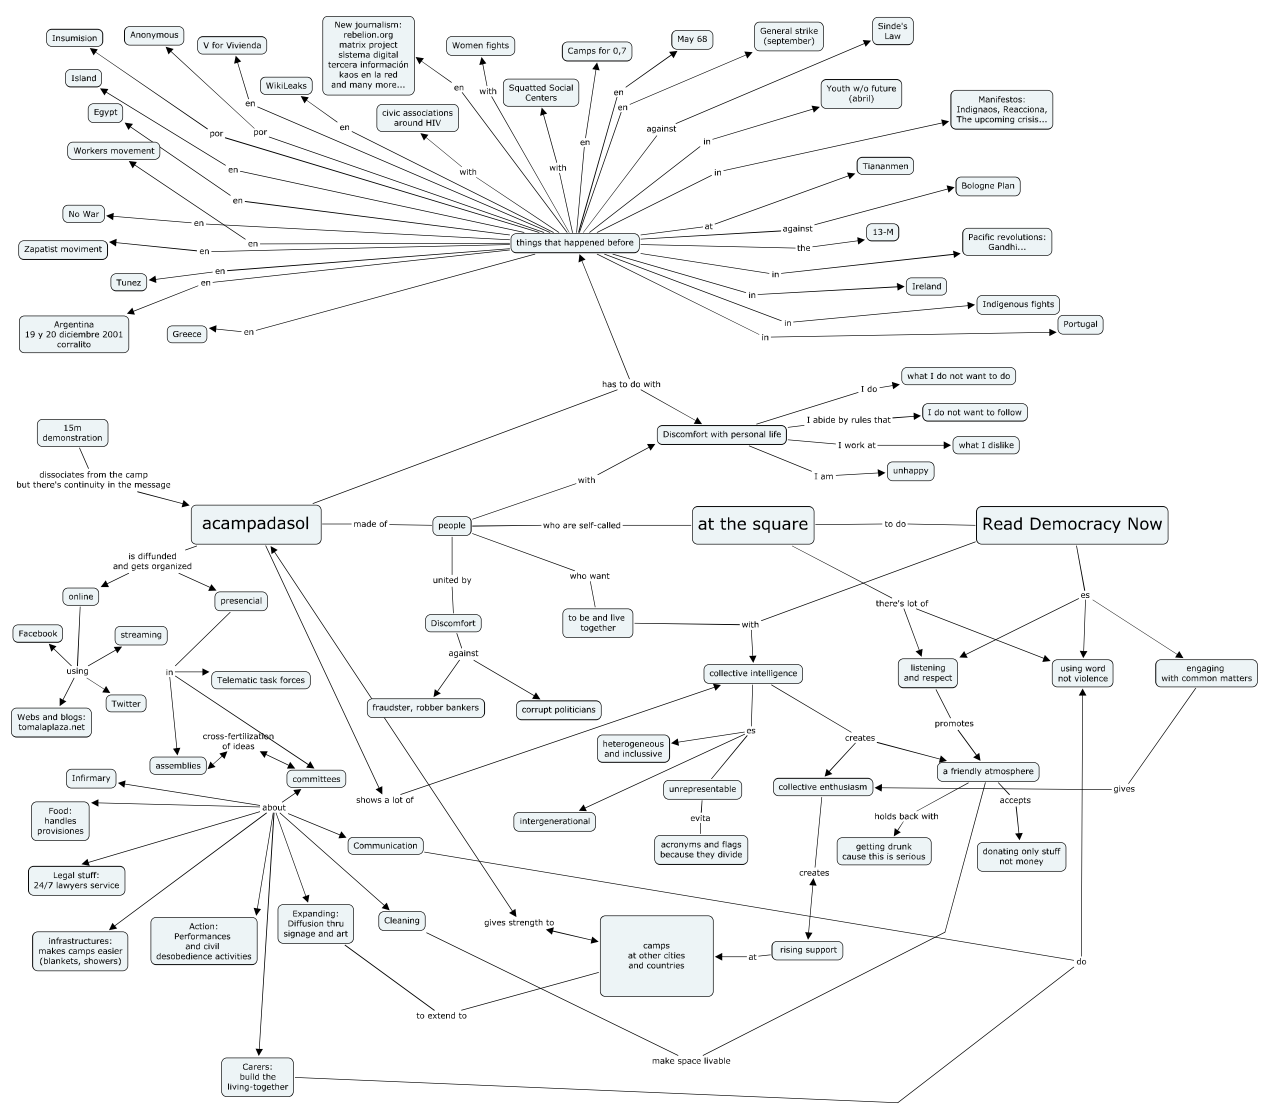 Insumision
Anonymous
V for Vivienda
New journalism:
rebelion.org
matrix project
sistema digital
tercera información
kaos en la red
and many more...
Women fights
Camps for 0,7
May 68
General strike
(september)
Sinde's
Law
Island
WikiLeaks
Squatted Social
Centers
Youth w/o future
(abril)
Manifestos:
Indignaos, Reacciona,
The upcoming crisis...
Egypt
civic associations
around HIV
Workers movement
en
en
en
with
en
en
en
against
in
por
por
en
with
with
in
Tiananmen
Bologne Plan
en
en
No War
en
en
en
Zapatist moviment
things that happened before
at
against
the
13-M
Pacific revolutions:
Gandhi...
Tunez
en
en
in
in
Ireland
Indigenous fights
Argentina
19 y 20 diciembre 2001
corralito
Greece
en
in
in
Portugal
has to do with
what I do not want to do
I do
15m
demonstration
Discomfort with personal life
I abide by rules that
I do not want to follow
I work at
what I dislike
I am
unhappy
dissociates from the camp
but there's continuity in the message
with
acampadasol
made of
people
who are self-called
at the square
to do
Read Democracy Now
is diffunded
and gets organized
united by
who want
online
presencial
there's lot of
es
Facebook
streaming
Discomfort
to be and live
together
with
using
in
Telematic task forces
against
collective intelligence
listening
and respect
using word
not violence
engaging
with common matters
Webs and blogs:
tomalaplaza.net
Twitter
fraudster, robber bankers
corrupt politicians
cross-fertilization
of ideas
es
creates
promotes
heterogeneous
and inclussive
assemblies
committees
a friendly atmosphere
Infirmary
about
shows a lot of
unrepresentable
collective enthusiasm
gives
Food:
handles
provisiones
intergenerational
evita
holds back with
accepts
Communication
acronyms and flags
because they divide
getting drunk
cause this is serious
donating only stuff
not money
Legal stuff:
24/7 lawyers service
creates
infrastructures:
makes camps easier
(blankets, showers)
Action:
Performances
and civil
desobedience activities
Expanding:
Diffusion thru
signage and art
Cleaning
gives strength to
camps
at other cities
and countries
at
rising support
do
to extend to
make space livable
Carers:
build the
living-together